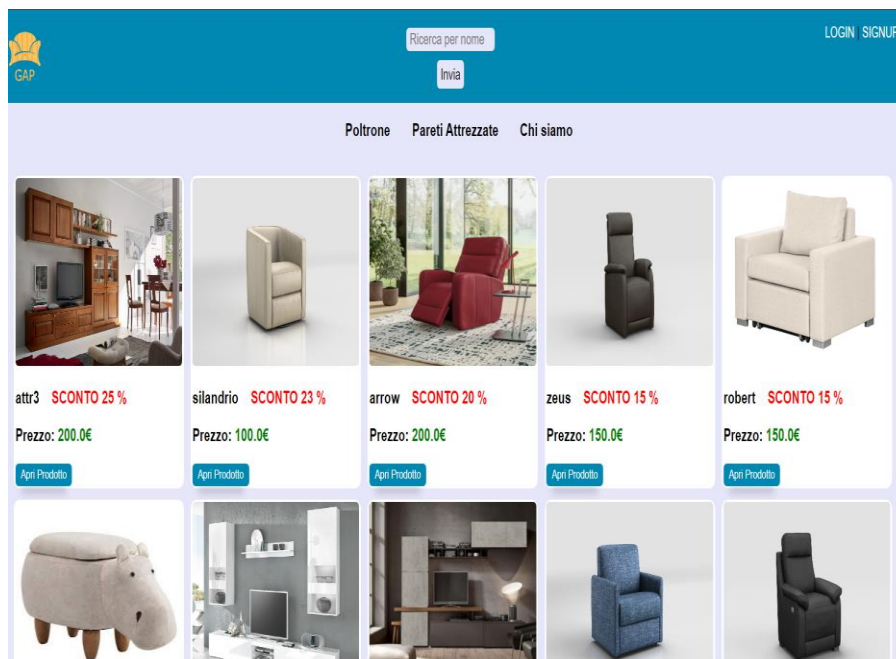 Ricerca per nome
LOGIN | SIGNUP
GAP
Invia
Poltrone Pareti Attrezzate Chi siamo
attr3 SCONTO 25 %
Prezzo: 200.0€
Apri Prodotto
silandrio SCONTO 23 %
Prezzo: 100.0€
Apri Prodotto
arrow SCONTO 20 %
Prezzo: 200.0€
Apri Prodotto
zeus SCONTO 15 %
Prezzo: 150.0€
Apri Prodotto
robert SCONTO 15 %
Prezzo: 150.0€
Apri Prodotto